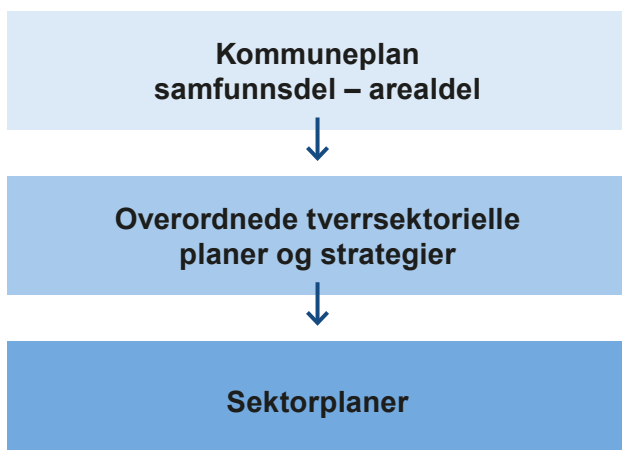 Kommuneplan
samfunnsdel – arealdel
Overordnede tverrsektorielle
planer og strategier
Sektorplaner